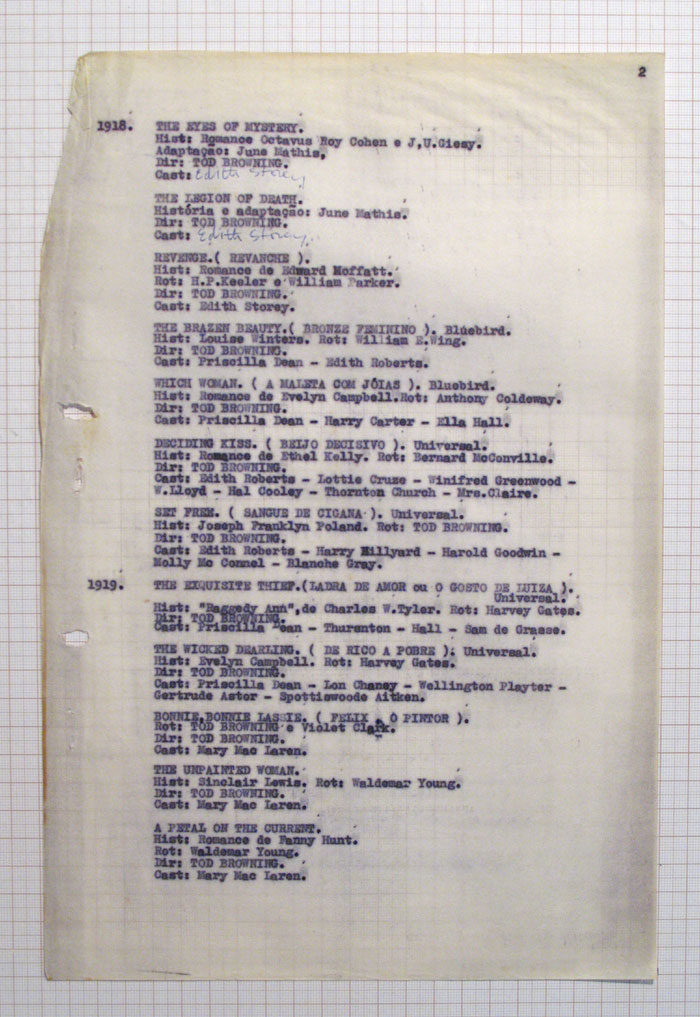 2
1918. THE EYES OF MYSTERY.
Hist: Romance Octavus Roy Cohen e J,U.Giesy.
Adaptação: June Mathis,
Dir: TOD BROWNING.
Cast: Edith Storey
THE LEGION OF DEATH.
História e adaptação: June Mathis.
Dir: TOD BROWNING.
Cast: Edith Storey
REVENGE.( REVANCHE ).
Hist: Romance de Edward Moffatt.
Rot: H.P.Keeler e William Parker.
Dir: TOD BROWNING.
Cast: Edith Storey.
THE BRAZEN BEAUTY.( BRONZE FEMININO ). Bluebird.
Hist: Louise Winters. Rot: William E.Wing.
Dir: TOD BROWNING.
Cast: Priscilla Dean - Edith Roberts.
WHICH WOMAN. ( A MALETA COM JÓIAS ). Bluebird.
Hist: Romance de Evelyn Campbell.Rot: Anthony Coldeway.
Dir: TOD BROWNING.
Cast: Priscilla Dean - Harry Carter - Ella Hall.
DECIDING KISS. ( BEIJO DECISIVO ). Universal.
Hist: Romance de Ethel Kelly. Rot: Bernard McConville.
Dir: TOD BROWNING.
Cast: Edith Roberts - Lottie Cruze - Winifred Greenwood -
W.Lloyd - Hal Cooley - Thornton Church - Mrs.Claire.
SET FREE. ( SANGUE DE CIGANA ). Universal.
Hist: Joseph Franklyn Poland. Rot: TOD BROWNING.
Dir: TOD BROWNING.
Cast: Edith Roberts - Harry Hillyard - Harold Goodwin -
Molly Mc Connel - Blanche Gray.
1919. THE EXQUISITE THIEF.(LADRA DE AMOR ou O GOSTO DE LUIZA ).
Universal.
Hist: "Raggedy Ann",de Charles W.Tyler. Rot: Harvey Gates.
Dir: TOD BROWNING.
Cast: Priscilla Dean - Thurnton - Hall - Sam de Grasse.
THE WICKED DEARLING. ( DE RICO A POBRE ). Universal.
Hist: Evelyn Campbell. Rot: Harvey Gates.
Dir: TOD BROWNING.
Cast: Priscilla Dean - Lon Chaney - Wellington Playter -
Gertrude Astor - Spottiswoode Aitken.
BONNIE,BONNIE LASSIE. ( FELIX , O PINTOR ).
Rot: TOD BROWNING e Violet Clark.
Dir: TOD BROWNING.
Cast: Mary Mac Laren.
THE UNPAINTED WOMAN.
Hist: Sinclair Lewis. Rot: Waldemar Young.
Dir: TOD BROWNING.
Cast: Mary Mac Laren.
A PETAL ON THE CURRENT.
Hist: Romance de Fanny Hunt.
Rot: Waldemar Young.
Dir: TOD BROWNING.
Cast: Mary Mac Laren.